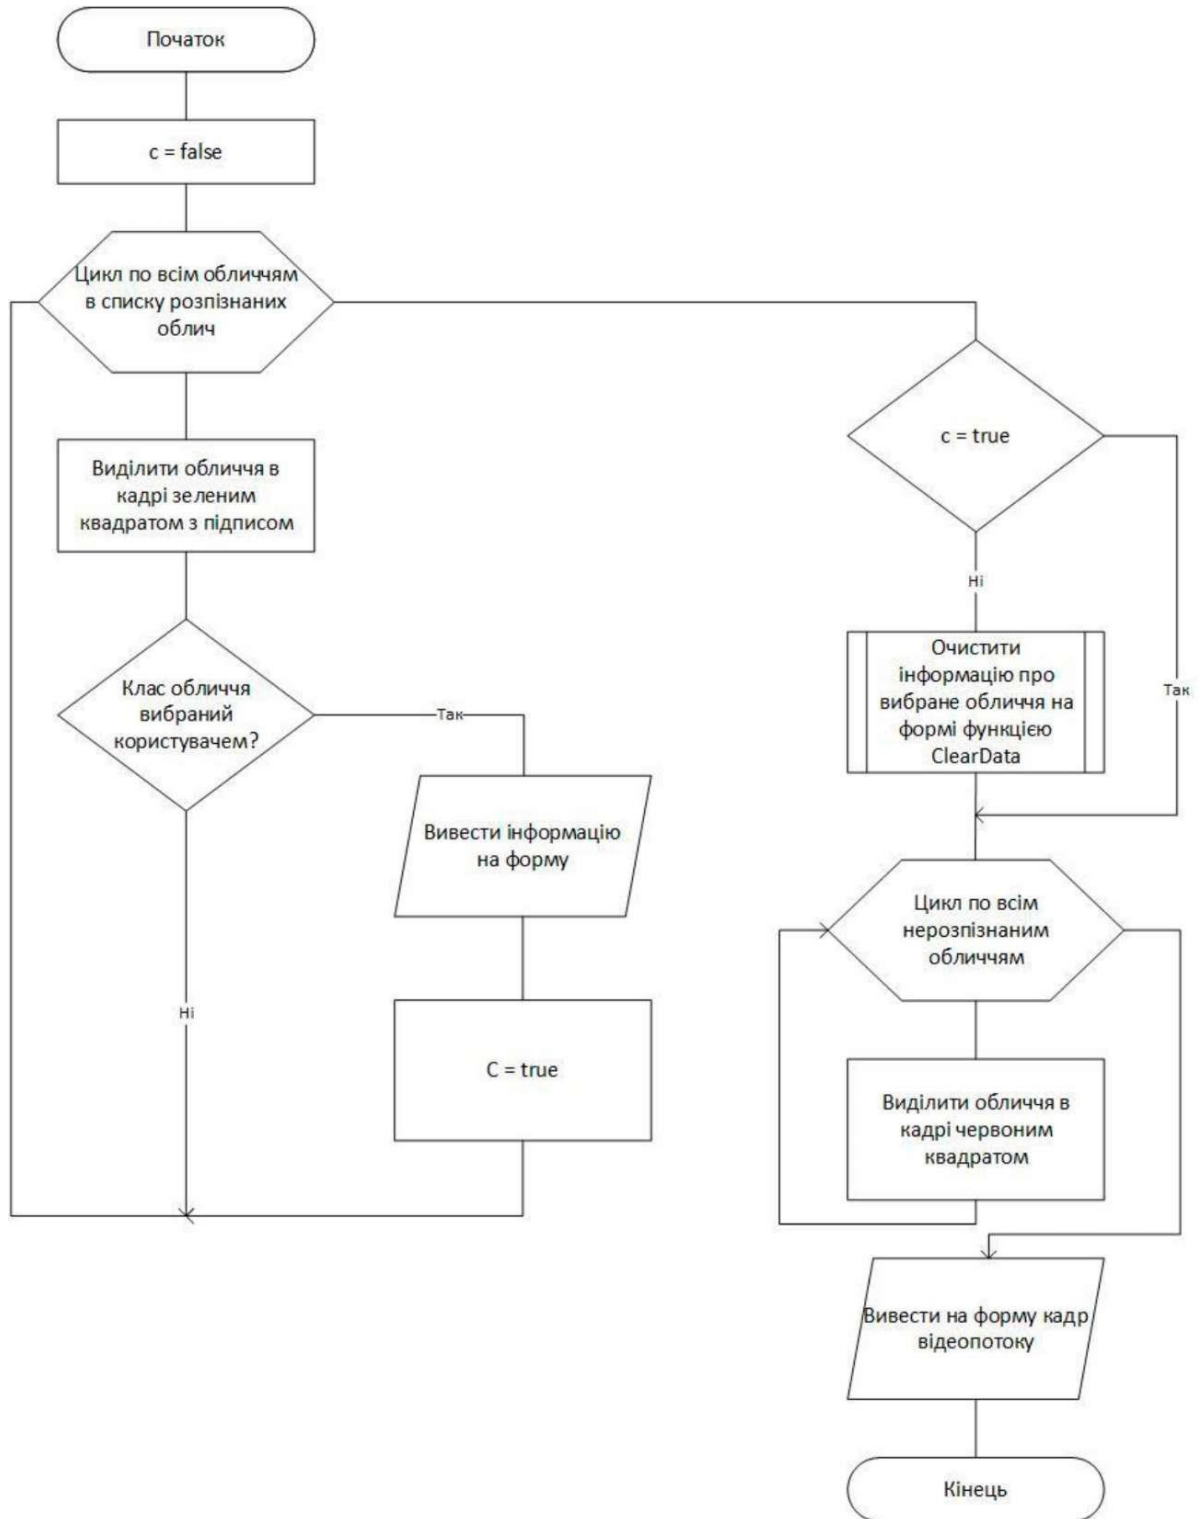 Початок
c = false
Цикл по всім обличчям
в списку розпізнаних
облич
Виділити обличчя в
кадрі зеленим
квадратом з підписом
Клас обличчя
вибраний
користувачем?
Так
Вивести інформацію
на форму
Ні
C = true
c = true
Ні
Так
Очистити
інформацію про
вибране обличчя на
формі функцією
ClearData
Цикл по всім
нерозпізнаним
обличчям
Виділити обличчя в
кадрі червоним
квадратом
Вивести на форму кадр
відеопотоку
Кінець